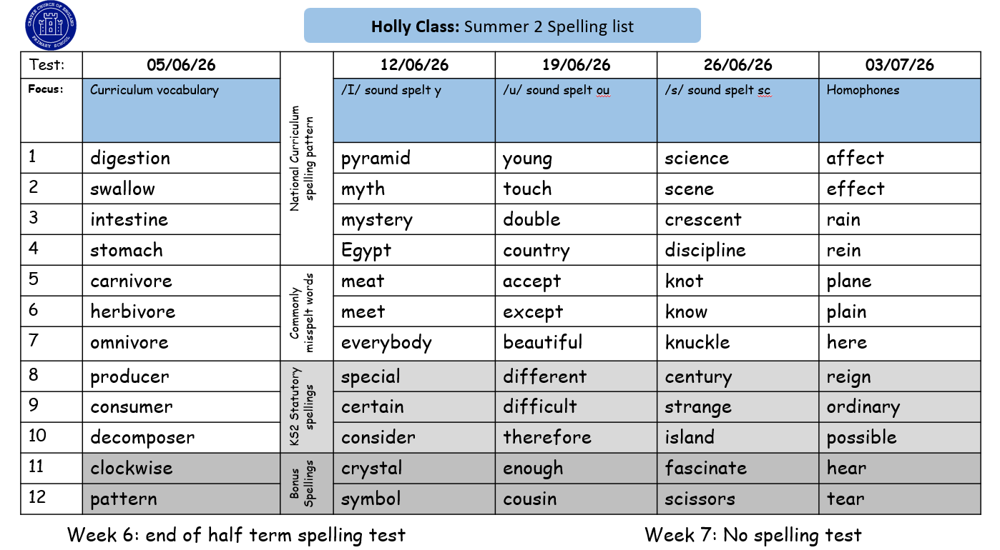 CRAYKE CHURCH OF ENGLAND
PRIMARY SCHOOL
Holly Class: Summer 2 Spelling list
Test: 05/06/26 12/06/26 19/06/26 26/06/26 03/07/26
Focus: Curriculum vocabulary /I/ sound spelt y /u/ sound spelt ou /s/ sound spelt sc Homophones
National Curriculum
spelling pattern
1 digestion pyramid young science affect
2 swallow myth touch scene effect
3 intestine mystery double crescent rain
4 stomach Egypt country discipline rein
Commonly
misspelt words
5 carnivore meat accept knot plane
6 herbivore meet except know plain
7 omnivore everybody beautiful knuckle here
KS2 Statutory
spellings
8 producer special different century reign
9 consumer certain difficult strange ordinary
10 decomposer consider therefore island possible
Bonus
Spellings
11 clockwise crystal enough fascinate hear
12 pattern symbol cousin scissors tear
Week 6: end of half term spelling test Week 7: No spelling test